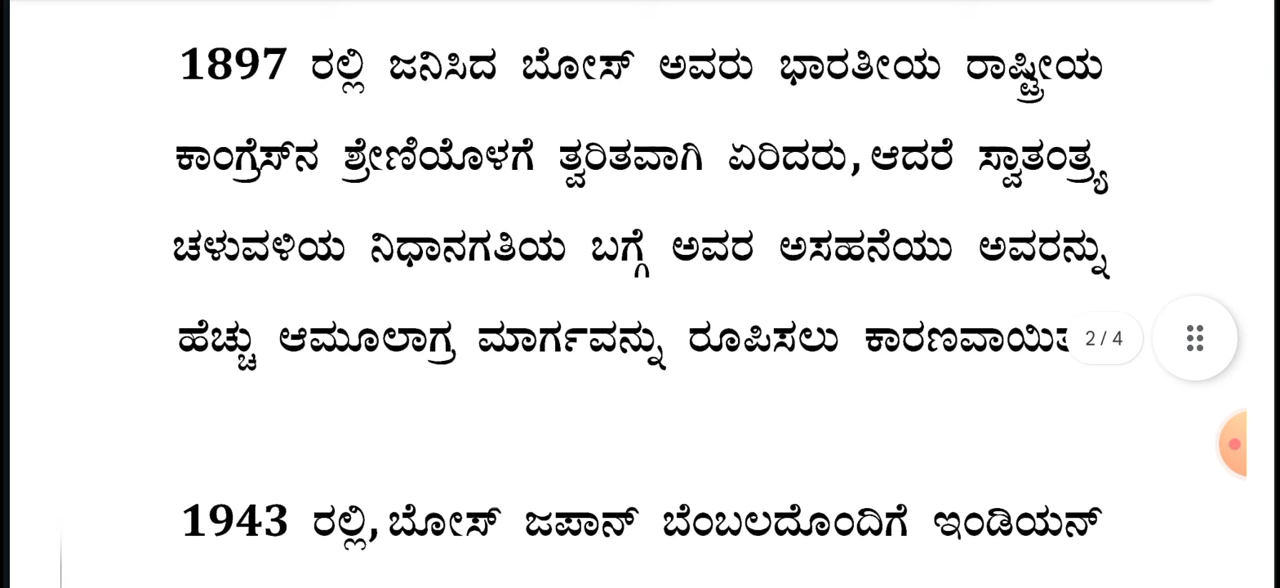 1897 ರಲ್ಲಿ ಜನಿಸಿದ ಬೋಸ್ ಅವರು ಭಾರತೀಯ ರಾಷ್ಟ್ರೀಯ
ಕಾಂಗ್ರೆಸ್‌ನ ಶ್ರೇಣಿಯೊಳಗೆ ತ್ವರಿತವಾಗಿ ಏರಿದರು, ಆದರೆ ಸ್ವಾತಂತ್ರ್ಯ
ಚಳುವಳಿಯ ನಿಧಾನಗತಿಯ ಬಗ್ಗೆ ಅವರ ಅಸಹನೆಯು ಅವರನ್ನು
ಹೆಚ್ಚು ಆಮೂಲಾಗ್ರ ಮಾರ್ಗವನ್ನು ರೂಪಿಸಲು 2/4
1943 ರಲ್ಲಿ, ಬೋಸ್ ಜಪಾನ್ ಬೆಂಬಲದೊಂದಿಗೆ ಇಂಡಿಯನ್